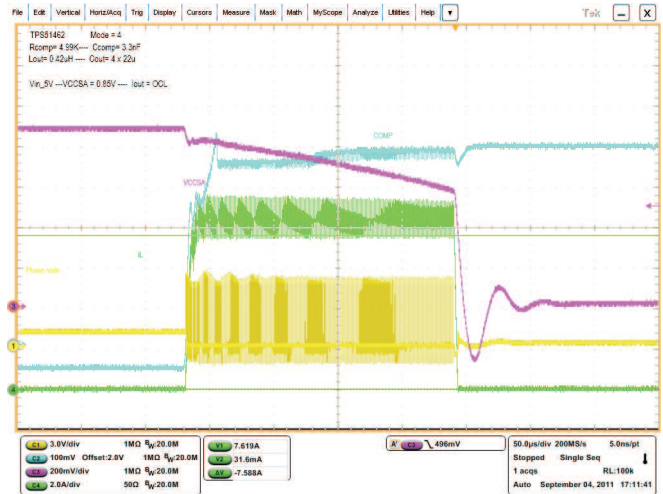 File Edit Vertical Horiz/Acq Trig Display Cursors Measure Mask Math MyScope Analyze Utilities Help Tek X
TPS51462 Mode = 4
Rcomp= 4.99K---- Ccomp= 3.3nF
Lout= 0.42uH ---- Cout= 4 x 22u
Vin_5V ---VCCSA = 0.85V ---- Iout = OCL
COMP
VCCSA
IL
Phase node
3
1
4
C1 3.0V/div 1MΩ BW:20.0M
C2 100mV Offset:2.0V 1MΩ BW:20.0M
C3 200mV/div 1MΩ BW:20.0M
C4 2.0A/div 50Ω BW:20.0M
V1 7.619A
V2 31.6mA
ΔV -7.588A
A' C3 \ 496mV
50.0µs/div 200MS/s 5.0ns/pt
Stopped Single Seq
1 acqs RL:100k
Auto September 04, 2011 17:11:41